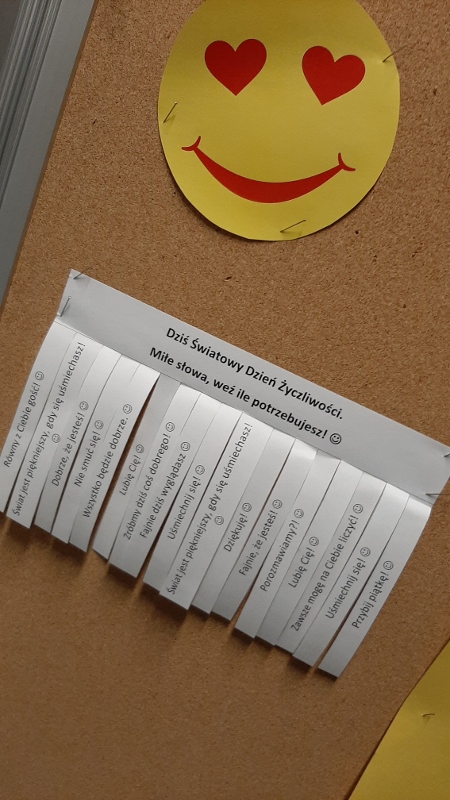 Dziś Światowy Dzień Życzliwości.
Miłe słowa, weź ile potrzebujesz! ☺
Równy z Ciebie gość! ☺
Świat jest piękniejszy, gdy się uśmiechasz!
☺
Dobrze, że jesteś! ☺
Nie smuć się! ☺
Wszystko będzie dobrze. ☺
Lubię Cię! ☺
Zróbmy dziś coś dobrego! ☺
Fajnie dziś wyglądasz ☺
Uśmiechnij się! ☺
Świat jest piękniejszy, gdy się uśmiechasz!
☺
Dziękuję! ☺
Fajnie, że jesteś! ☺
Porozmawiamy?! ☺
Lubię Cię! ☺
Zawsze mogę na Ciebie liczyć! ☺
Uśmiechnij się! ☺
Przybij piątkę! ☺